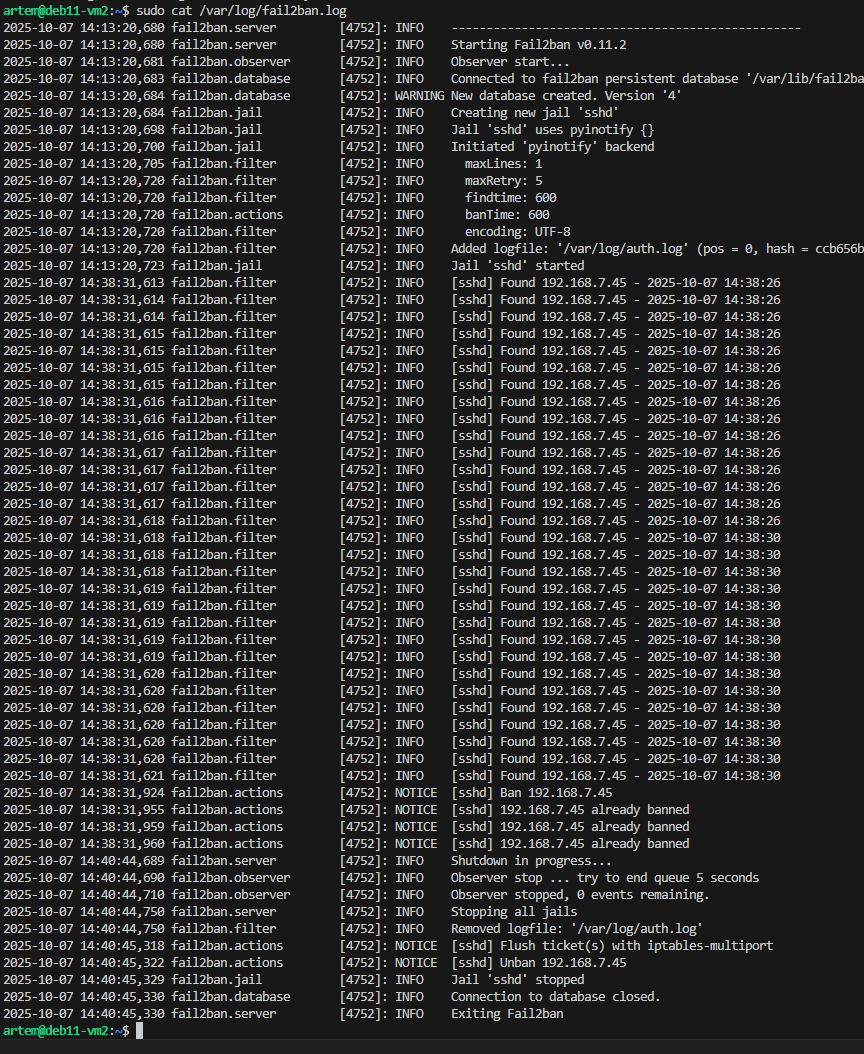 artem@deb11-vm2:~$ sudo cat /var/log/fail2ban.log
2025-10-07 14:13:20,680 fail2ban.server         [4752]: INFO    --------------------------------------------------
2025-10-07 14:13:20,680 fail2ban.server         [4752]: INFO    Starting Fail2ban v0.11.2
2025-10-07 14:13:20,681 fail2ban.observer       [4752]: INFO    Observer start...
2025-10-07 14:13:20,683 fail2ban.database       [4752]: INFO    Connected to fail2ban persistent database '/var/lib/fail2ba
2025-10-07 14:13:20,684 fail2ban.database       [4752]: WARNING New database created. Version '4'
2025-10-07 14:13:20,684 fail2ban.jail           [4752]: INFO    Creating new jail 'sshd'
2025-10-07 14:13:20,698 fail2ban.jail           [4752]: INFO    Jail 'sshd' uses pyinotify {}
2025-10-07 14:13:20,700 fail2ban.jail           [4752]: INFO    Initiated 'pyinotify' backend
2025-10-07 14:13:20,705 fail2ban.filter         [4752]: INFO      maxLines: 1
2025-10-07 14:13:20,720 fail2ban.filter         [4752]: INFO      maxRetry: 5
2025-10-07 14:13:20,720 fail2ban.filter         [4752]: INFO      findtime: 600
2025-10-07 14:13:20,720 fail2ban.actions        [4752]: INFO      banTime: 600
2025-10-07 14:13:20,720 fail2ban.filter         [4752]: INFO      encoding: UTF-8
2025-10-07 14:13:20,720 fail2ban.filter         [4752]: INFO    Added logfile: '/var/log/auth.log' (pos = 0, hash = ccb656b
2025-10-07 14:13:20,723 fail2ban.jail           [4752]: INFO    Jail 'sshd' started
2025-10-07 14:38:31,613 fail2ban.filter         [4752]: INFO    [sshd] Found 192.168.7.45 - 2025-10-07 14:38:26
2025-10-07 14:38:31,614 fail2ban.filter         [4752]: INFO    [sshd] Found 192.168.7.45 - 2025-10-07 14:38:26
2025-10-07 14:38:31,614 fail2ban.filter         [4752]: INFO    [sshd] Found 192.168.7.45 - 2025-10-07 14:38:26
2025-10-07 14:38:31,615 fail2ban.filter         [4752]: INFO    [sshd] Found 192.168.7.45 - 2025-10-07 14:38:26
2025-10-07 14:38:31,615 fail2ban.filter         [4752]: INFO    [sshd] Found 192.168.7.45 - 2025-10-07 14:38:26
2025-10-07 14:38:31,615 fail2ban.filter         [4752]: INFO    [sshd] Found 192.168.7.45 - 2025-10-07 14:38:26
2025-10-07 14:38:31,615 fail2ban.filter         [4752]: INFO    [sshd] Found 192.168.7.45 - 2025-10-07 14:38:26
2025-10-07 14:38:31,616 fail2ban.filter         [4752]: INFO    [sshd] Found 192.168.7.45 - 2025-10-07 14:38:26
2025-10-07 14:38:31,616 fail2ban.filter         [4752]: INFO    [sshd] Found 192.168.7.45 - 2025-10-07 14:38:26
2025-10-07 14:38:31,616 fail2ban.filter         [4752]: INFO    [sshd] Found 192.168.7.45 - 2025-10-07 14:38:26
2025-10-07 14:38:31,617 fail2ban.filter         [4752]: INFO    [sshd] Found 192.168.7.45 - 2025-10-07 14:38:26
2025-10-07 14:38:31,617 fail2ban.filter         [4752]: INFO    [sshd] Found 192.168.7.45 - 2025-10-07 14:38:26
2025-10-07 14:38:31,617 fail2ban.filter         [4752]: INFO    [sshd] Found 192.168.7.45 - 2025-10-07 14:38:26
2025-10-07 14:38:31,617 fail2ban.filter         [4752]: INFO    [sshd] Found 192.168.7.45 - 2025-10-07 14:38:26
2025-10-07 14:38:31,618 fail2ban.filter         [4752]: INFO    [sshd] Found 192.168.7.45 - 2025-10-07 14:38:26
2025-10-07 14:38:31,618 fail2ban.filter         [4752]: INFO    [sshd] Found 192.168.7.45 - 2025-10-07 14:38:30
2025-10-07 14:38:31,618 fail2ban.filter         [4752]: INFO    [sshd] Found 192.168.7.45 - 2025-10-07 14:38:30
2025-10-07 14:38:31,618 fail2ban.filter         [4752]: INFO    [sshd] Found 192.168.7.45 - 2025-10-07 14:38:30
2025-10-07 14:38:31,619 fail2ban.filter         [4752]: INFO    [sshd] Found 192.168.7.45 - 2025-10-07 14:38:30
2025-10-07 14:38:31,619 fail2ban.filter         [4752]: INFO    [sshd] Found 192.168.7.45 - 2025-10-07 14:38:30
2025-10-07 14:38:31,619 fail2ban.filter         [4752]: INFO    [sshd] Found 192.168.7.45 - 2025-10-07 14:38:30
2025-10-07 14:38:31,619 fail2ban.filter         [4752]: INFO    [sshd] Found 192.168.7.45 - 2025-10-07 14:38:30
2025-10-07 14:38:31,619 fail2ban.filter         [4752]: INFO    [sshd] Found 192.168.7.45 - 2025-10-07 14:38:30
2025-10-07 14:38:31,620 fail2ban.filter         [4752]: INFO    [sshd] Found 192.168.7.45 - 2025-10-07 14:38:30
2025-10-07 14:38:31,620 fail2ban.filter         [4752]: INFO    [sshd] Found 192.168.7.45 - 2025-10-07 14:38:30
2025-10-07 14:38:31,620 fail2ban.filter         [4752]: INFO    [sshd] Found 192.168.7.45 - 2025-10-07 14:38:30
2025-10-07 14:38:31,620 fail2ban.filter         [4752]: INFO    [sshd] Found 192.168.7.45 - 2025-10-07 14:38:30
2025-10-07 14:38:31,620 fail2ban.filter         [4752]: INFO    [sshd] Found 192.168.7.45 - 2025-10-07 14:38:30
2025-10-07 14:38:31,620 fail2ban.filter         [4752]: INFO    [sshd] Found 192.168.7.45 - 2025-10-07 14:38:30
2025-10-07 14:38:31,621 fail2ban.filter         [4752]: INFO    [sshd] Found 192.168.7.45 - 2025-10-07 14:38:30
2025-10-07 14:38:31,924 fail2ban.actions        [4752]: NOTICE  [sshd] Ban 192.168.7.45
2025-10-07 14:38:31,955 fail2ban.actions        [4752]: NOTICE  [sshd] 192.168.7.45 already banned
2025-10-07 14:38:31,959 fail2ban.actions        [4752]: NOTICE  [sshd] 192.168.7.45 already banned
2025-10-07 14:38:31,960 fail2ban.actions        [4752]: NOTICE  [sshd] 192.168.7.45 already banned
2025-10-07 14:40:44,689 fail2ban.server         [4752]: INFO    Shutdown in progress...
2025-10-07 14:40:44,690 fail2ban.observer       [4752]: INFO    Observer stop ... try to end queue 5 seconds
2025-10-07 14:40:44,710 fail2ban.observer       [4752]: INFO    Observer stopped, 0 events remaining.
2025-10-07 14:40:44,750 fail2ban.server         [4752]: INFO    Stopping all jails
2025-10-07 14:40:44,750 fail2ban.filter         [4752]: INFO    Removed logfile: '/var/log/auth.log'
2025-10-07 14:40:45,318 fail2ban.actions        [4752]: NOTICE  [sshd] Flush ticket(s) with iptables-multiport
2025-10-07 14:40:45,322 fail2ban.actions        [4752]: NOTICE  [sshd] Unban 192.168.7.45
2025-10-07 14:40:45,329 fail2ban.jail           [4752]: INFO    Jail 'sshd' stopped
2025-10-07 14:40:45,330 fail2ban.database       [4752]: INFO    Connection to database closed.
2025-10-07 14:40:45,330 fail2ban.server         [4752]: INFO    Exiting Fail2ban
artem@deb11-vm2:~$